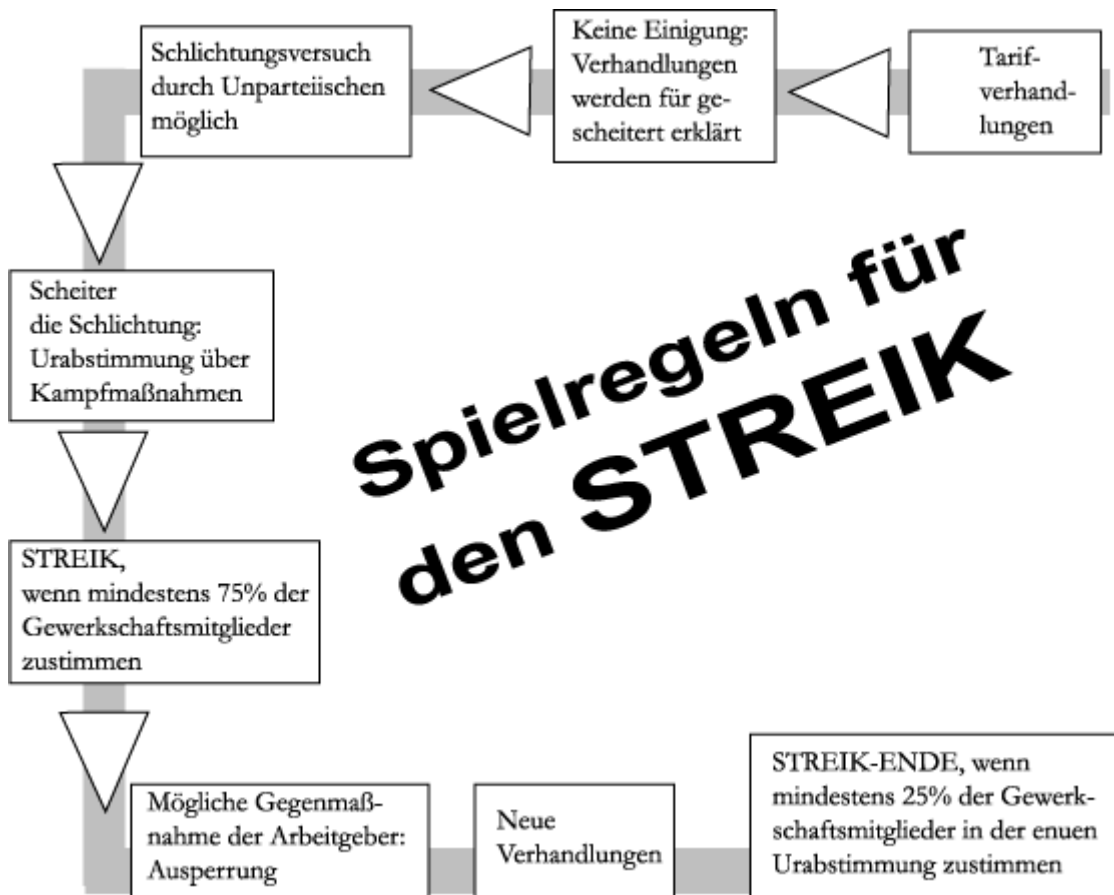 Tarif-
verhand-
lungen
Keine Einigung:
Verhandlungen
werden für ge-
scheitert erklärt
Schlichtungsversuch
durch Unparteiischen
möglich
Scheiter
die Schlichtung:
Urabstimmung über
Kampfmaßnahmen
STREIK,
wenn mindestens 75% der
Gewerkschaftsmitglieder
zustimmen
Mögliche Gegenmaß-
nahme der Arbeitgeber:
Ausperrung
Neue
Verhandlungen
STREIK-ENDE, wenn
mindestens 25% der Gewerk-
schaftsmitglieder in der enuen
Urabstimmung zustimmen
Spielregeln für
den STREIK